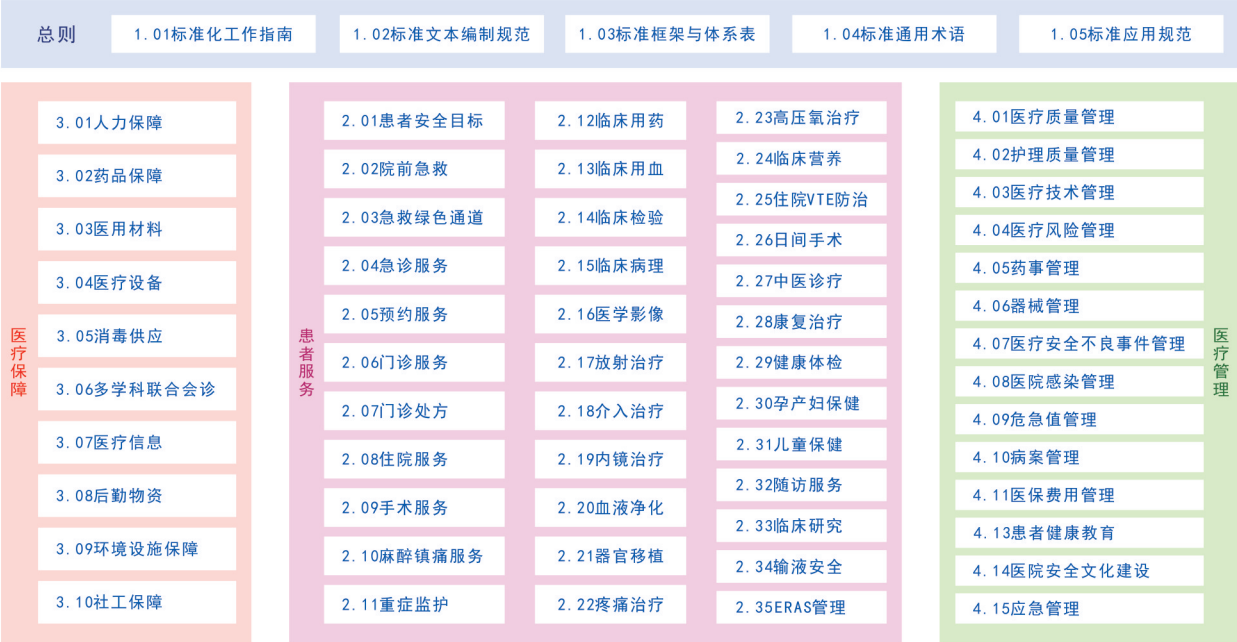 总则
1.01标准化工作指南
1.02标准文本编制规范
1.03标准框架与体系表
1.04标准通用术语
1.05标准应用规范
医疗保障
3.01人力保障
3.02药品保障
3.03医用材料
3.04医疗设备
3.05消毒供应
3.06多学科联合会诊
3.07医疗信息
3.08后勤物资
3.09环境设施保障
3.10社工保障
患者服务
2.01患者安全目标
2.02院前急救
2.03急救绿色通道
2.04急诊服务
2.05预约服务
2.06门诊服务
2.07门诊处方
2.08住院服务
2.09手术服务
2.10麻醉镇痛服务
2.11重症监护
2.12临床用药
2.13临床用血
2.14临床检验
2.15临床病理
2.16医学影像
2.17放射治疗
2.18介入治疗
2.19内镜治疗
2.20血液净化
2.21器官移植
2.22疼痛治疗
2.23高压氧治疗
2.24临床营养
2.25住院VTE防治
2.26日间手术
2.27中医诊疗
2.28康复治疗
2.29健康体检
2.30孕产妇保健
2.31儿童保健
2.32随访服务
2.33临床研究
2.34输液安全
2.35ERAS管理
4.01医疗质量管理
4.02护理质量管理
4.03医疗技术管理
4.04医疗风险管理
4.05药事管理
4.06器械管理
4.07医疗安全不良事件管理
4.08医院感染管理
4.09危急值管理
4.10病案管理
4.11医保费用管理
4.13患者健康教育
4.14医院安全文化建设
4.15应急管理
医疗管理